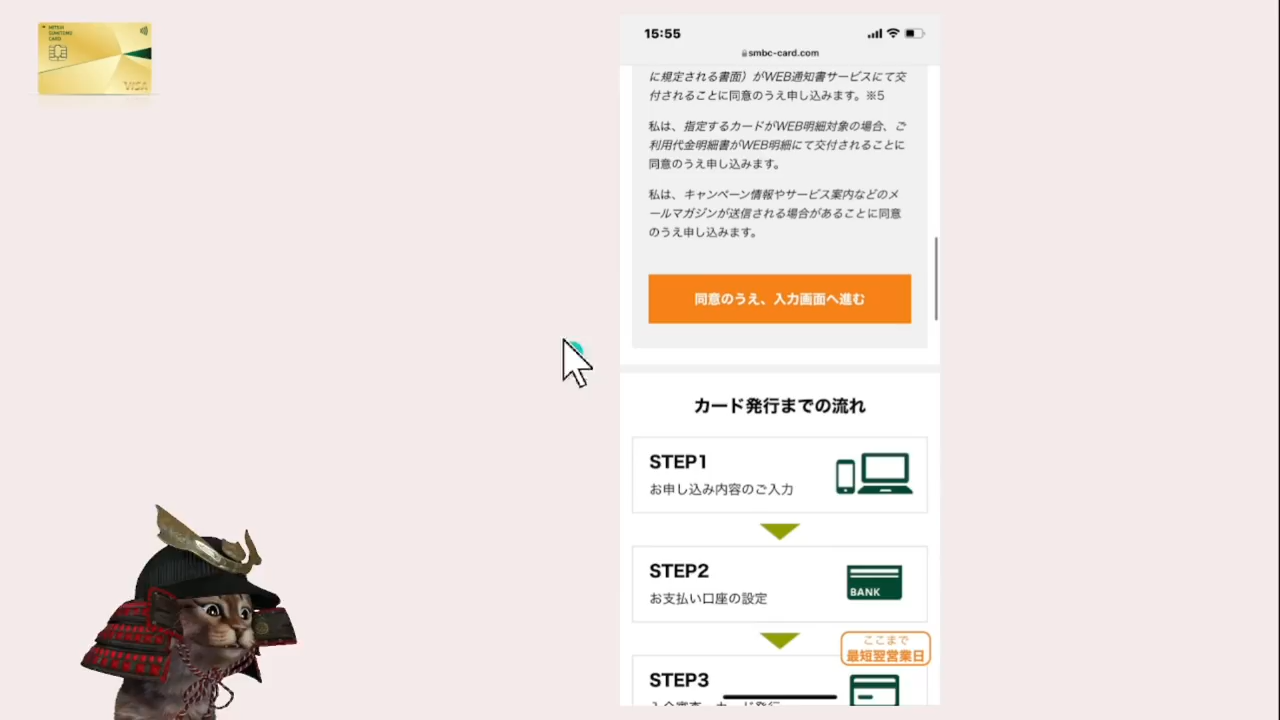 MITSUI
SUMITOMO
CARD
VISA
15:55
smbc-card.com
に規定される書面）がWEB通知書サービスにて交
付されることに同意のうえ申し込みます。※5
私は、指定するカードがWEB明細対象の場合、ご
利用代金明細書がWEB明細にて交付されることに
同意のうえ申し込みます。
私は、キャンペーン情報やサービス案内などのメ
ールマガジンが送信される場合があることに同意
のうえ申し込みます。
同意のうえ、入力画面へ進む
カード発行までの流れ
STEP1
お申し込み内容のご入力
STEP2
お支払い口座の設定
BANK
ここまで
最短翌営業日
STEP3